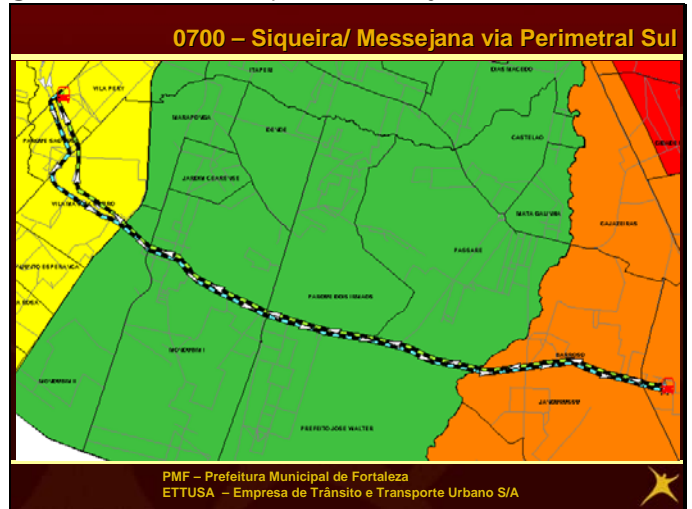 0700 – Siqueira/ Messejana via Perimetral Sul
ITAPERI
DIAS MACEDO
VILA PERY
MARAPONGA
DENDE
CASTELAO
JARDIM CEARENSE
MATA GALINHA
CAJAZEIRAS
PASSARE
PARQUE DOIS IRMAOS
MONDUBIM I
BARROSO
MONDUBIM II
PREFEITO JOSE WALTER
PMF – Prefeitura Municipal de Fortaleza
ETTUSA – Empresa de Trânsito e Transporte Urbano S/A